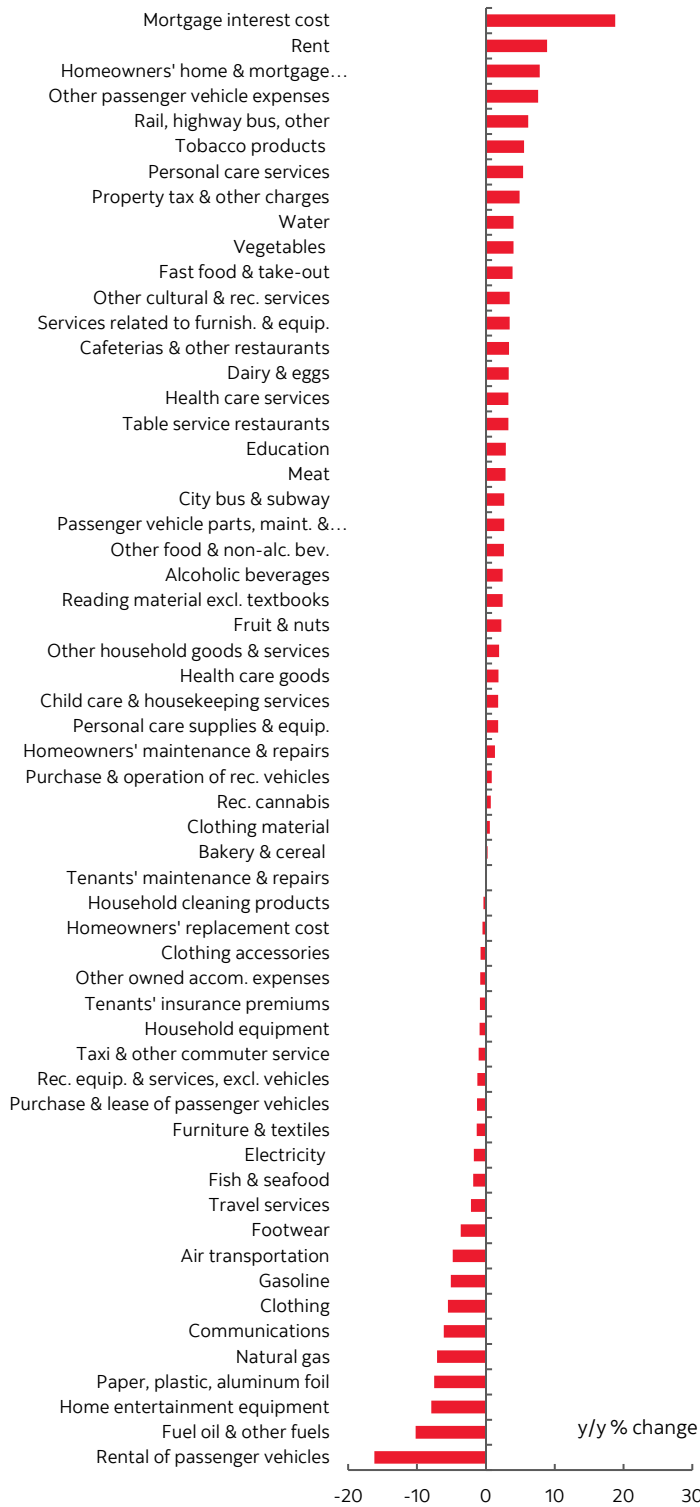 Mortgage interest cost
Rent
Homeowners' home & mortgage…
Other passenger vehicle expenses
Rail, highway bus, other
Tobacco products
Personal care services
Property tax & other charges
Water
Vegetables
Fast food & take-out
Other cultural & rec. services
Services related to furnish. & equip.
Cafeterias & other restaurants
Dairy & eggs
Health care services
Table service restaurants
Education
Meat
City bus & subway
Passenger vehicle parts, maint. &…
Other food & non-alc. bev.
Alcoholic beverages
Reading material excl. textbooks
Fruit & nuts
Other household goods & services
Health care goods
Child care & housekeeping services
Personal care supplies & equip.
Homeowners' maintenance & repairs
Purchase & operation of rec. vehicles
Rec. cannabis
Clothing material
Bakery & cereal
Tenants' maintenance & repairs
Household cleaning products
Homeowners' replacement cost
Clothing accessories
Other owned accom. expenses
Tenants' insurance premiums
Household equipment
Taxi & other commuter service
Rec. equip. & services, excl. vehicles
Purchase & lease of passenger vehicles
Furniture & textiles
Electricity
Fish & seafood
Travel services
Footwear
Air transportation
Gasoline
Clothing
Communications
Natural gas
Paper, plastic, aluminum foil
Home entertainment equipment
Fuel oil & other fuels
y/y % change
Rental of passenger vehicles
-20 -10 0 10 20 30